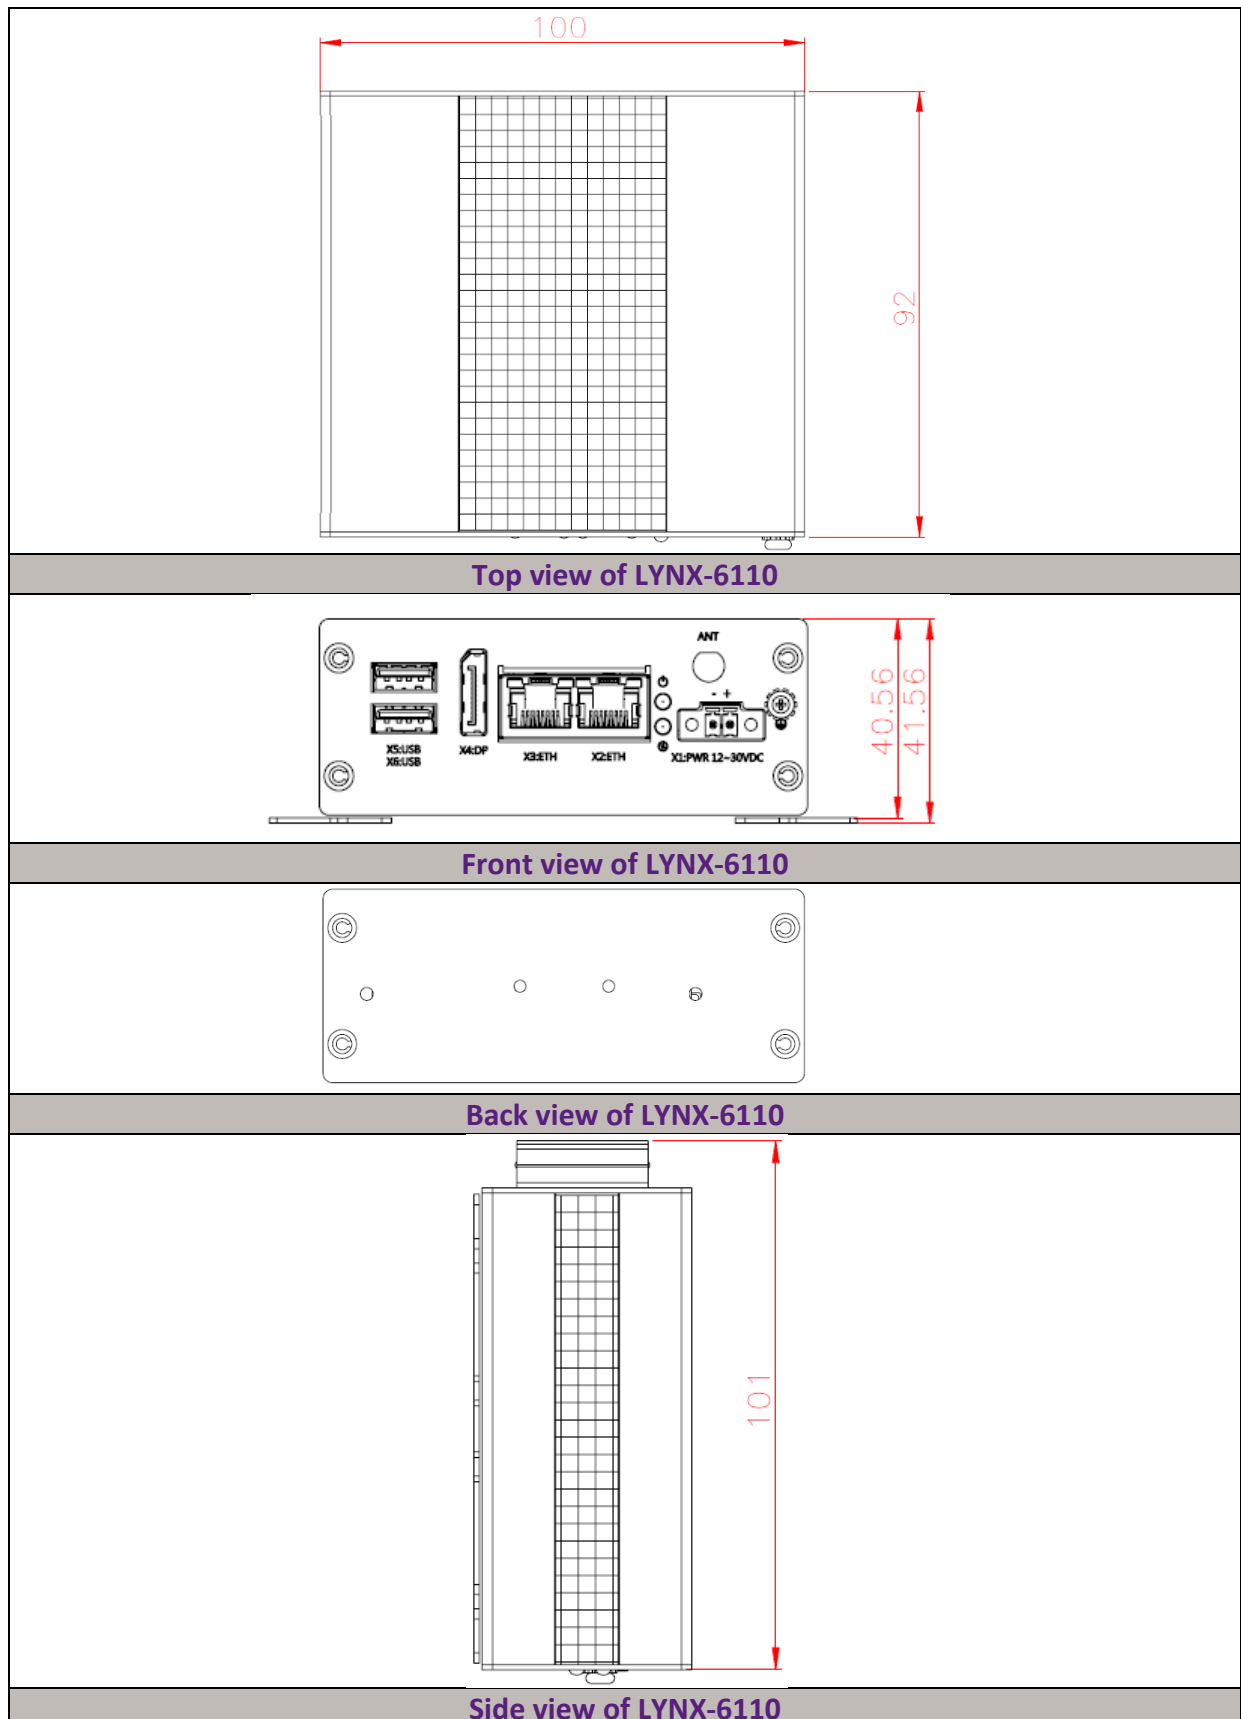 100
92
Top view of LYNX-6110
ANT
- +
40.56
41.56
X5:USB
X6:USB
X4:DP
X3:ETH
X2:ETH
X1:PWR 12~30VDC
Front view of LYNX-6110
Back view of LYNX-6110
101
Side view of LYNX-6110